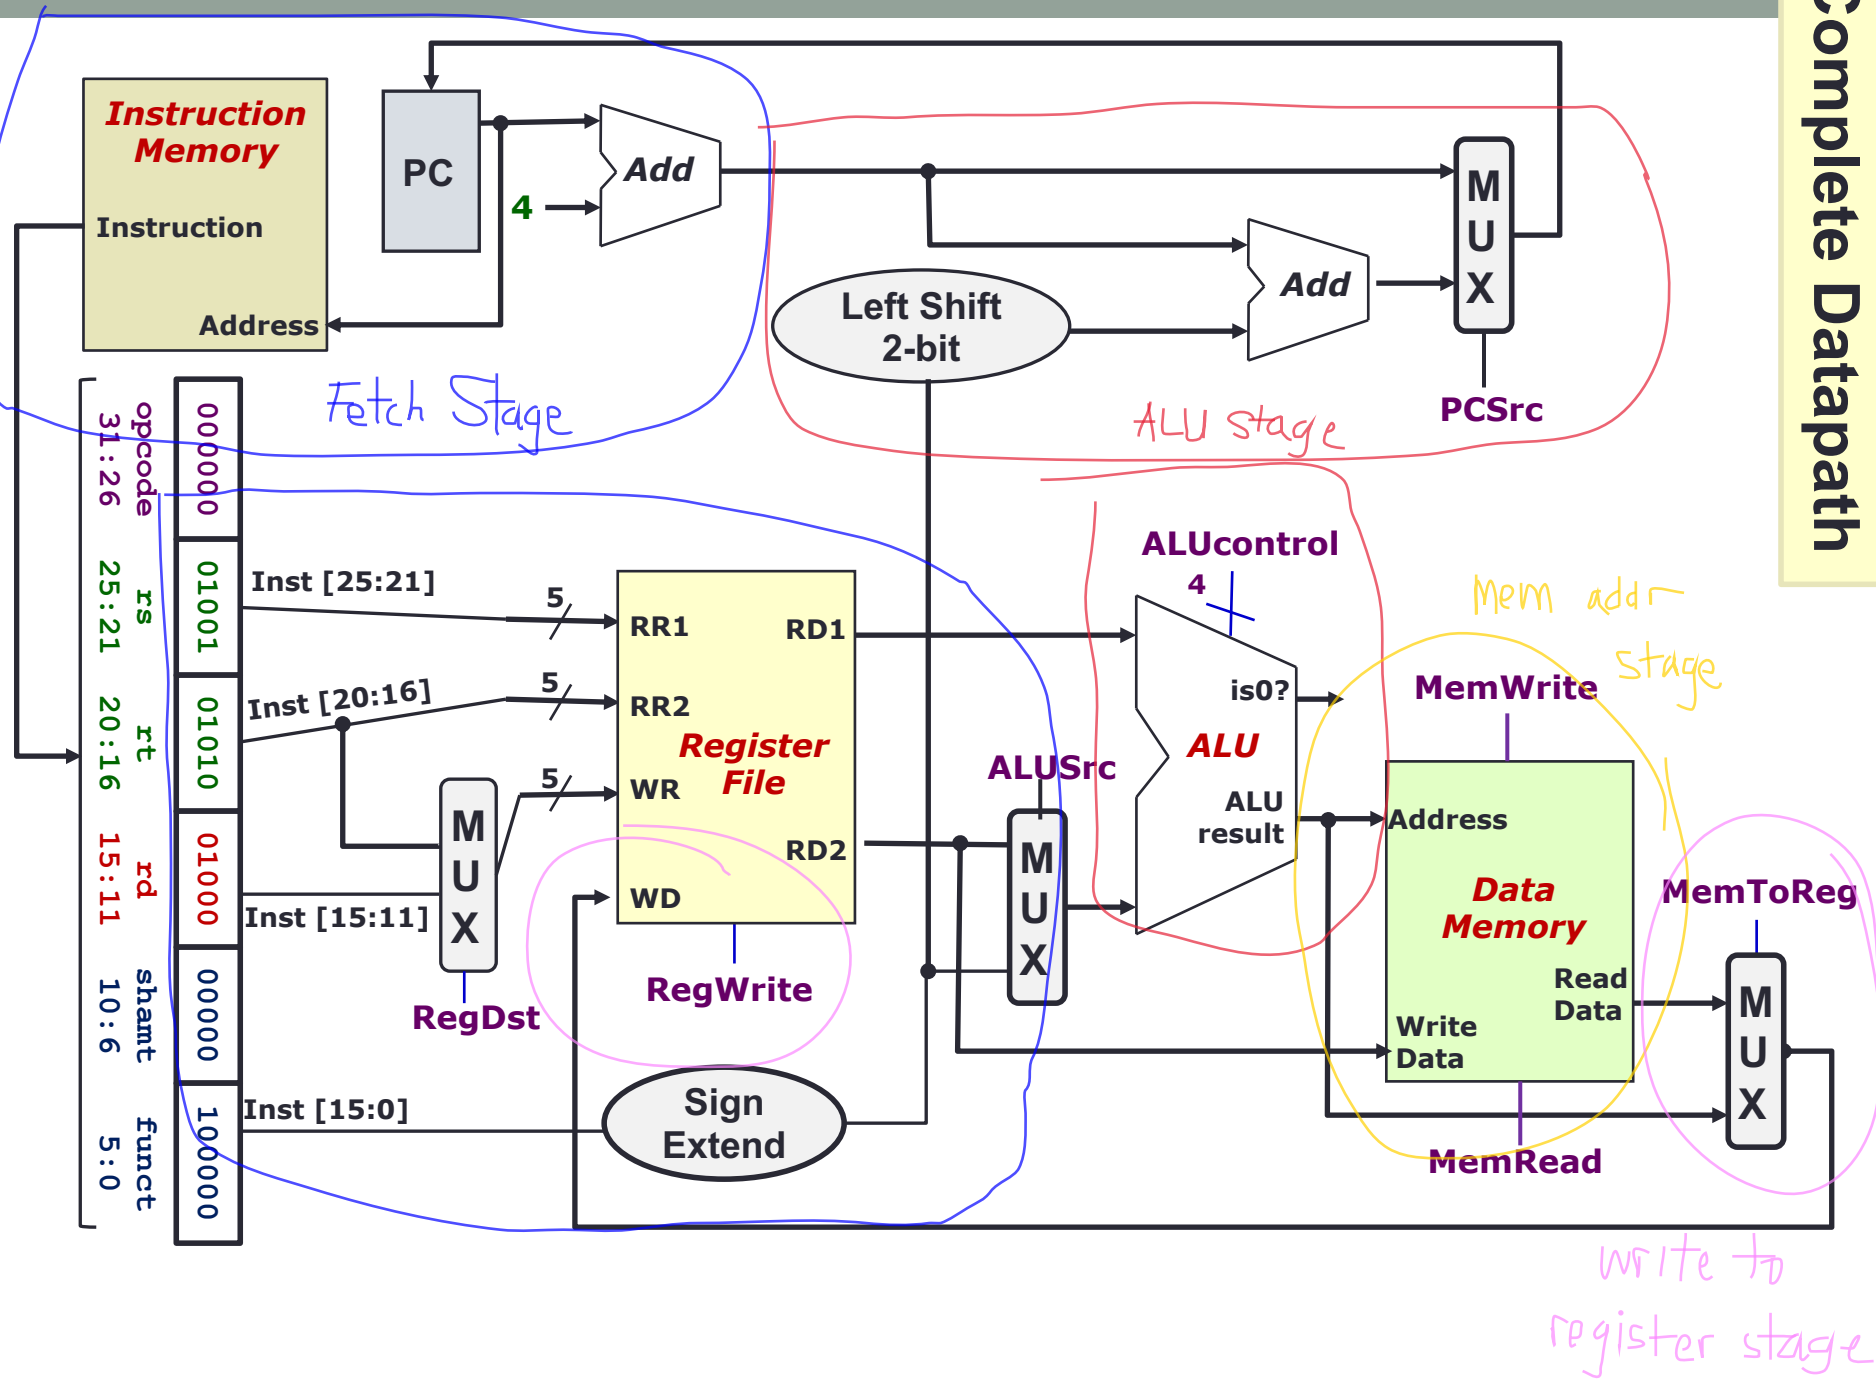 Complete Datapath
Instruction
Memory
Instruction
Address
PC
4
Add
Left Shift
2-bit
Add
M
U
X
PCSrc
Fetch Stage
ALU stage
opcode
31:26
000000
rs
25:21
01001
rt
20:16
01010
rd
15:11
01000
shamt
10:6
00000
funct
5:0
100000
Inst [25:21]
5
Inst [20:16]
5
5
Inst [15:11]
M
U
X
RegDst
Inst [15:0]
RR1
RR2
WR
WD
RD1
RD2
Register
File
RegWrite
Sign
Extend
ALUSrc
M
U
X
ALUcontrol
4
is0?
ALU
ALU
result
Mem addr
stage
MemWrite
Address
Data
Memory
Read
Data
Write
Data
MemRead
MemToReg
M
U
X
write to
register stage